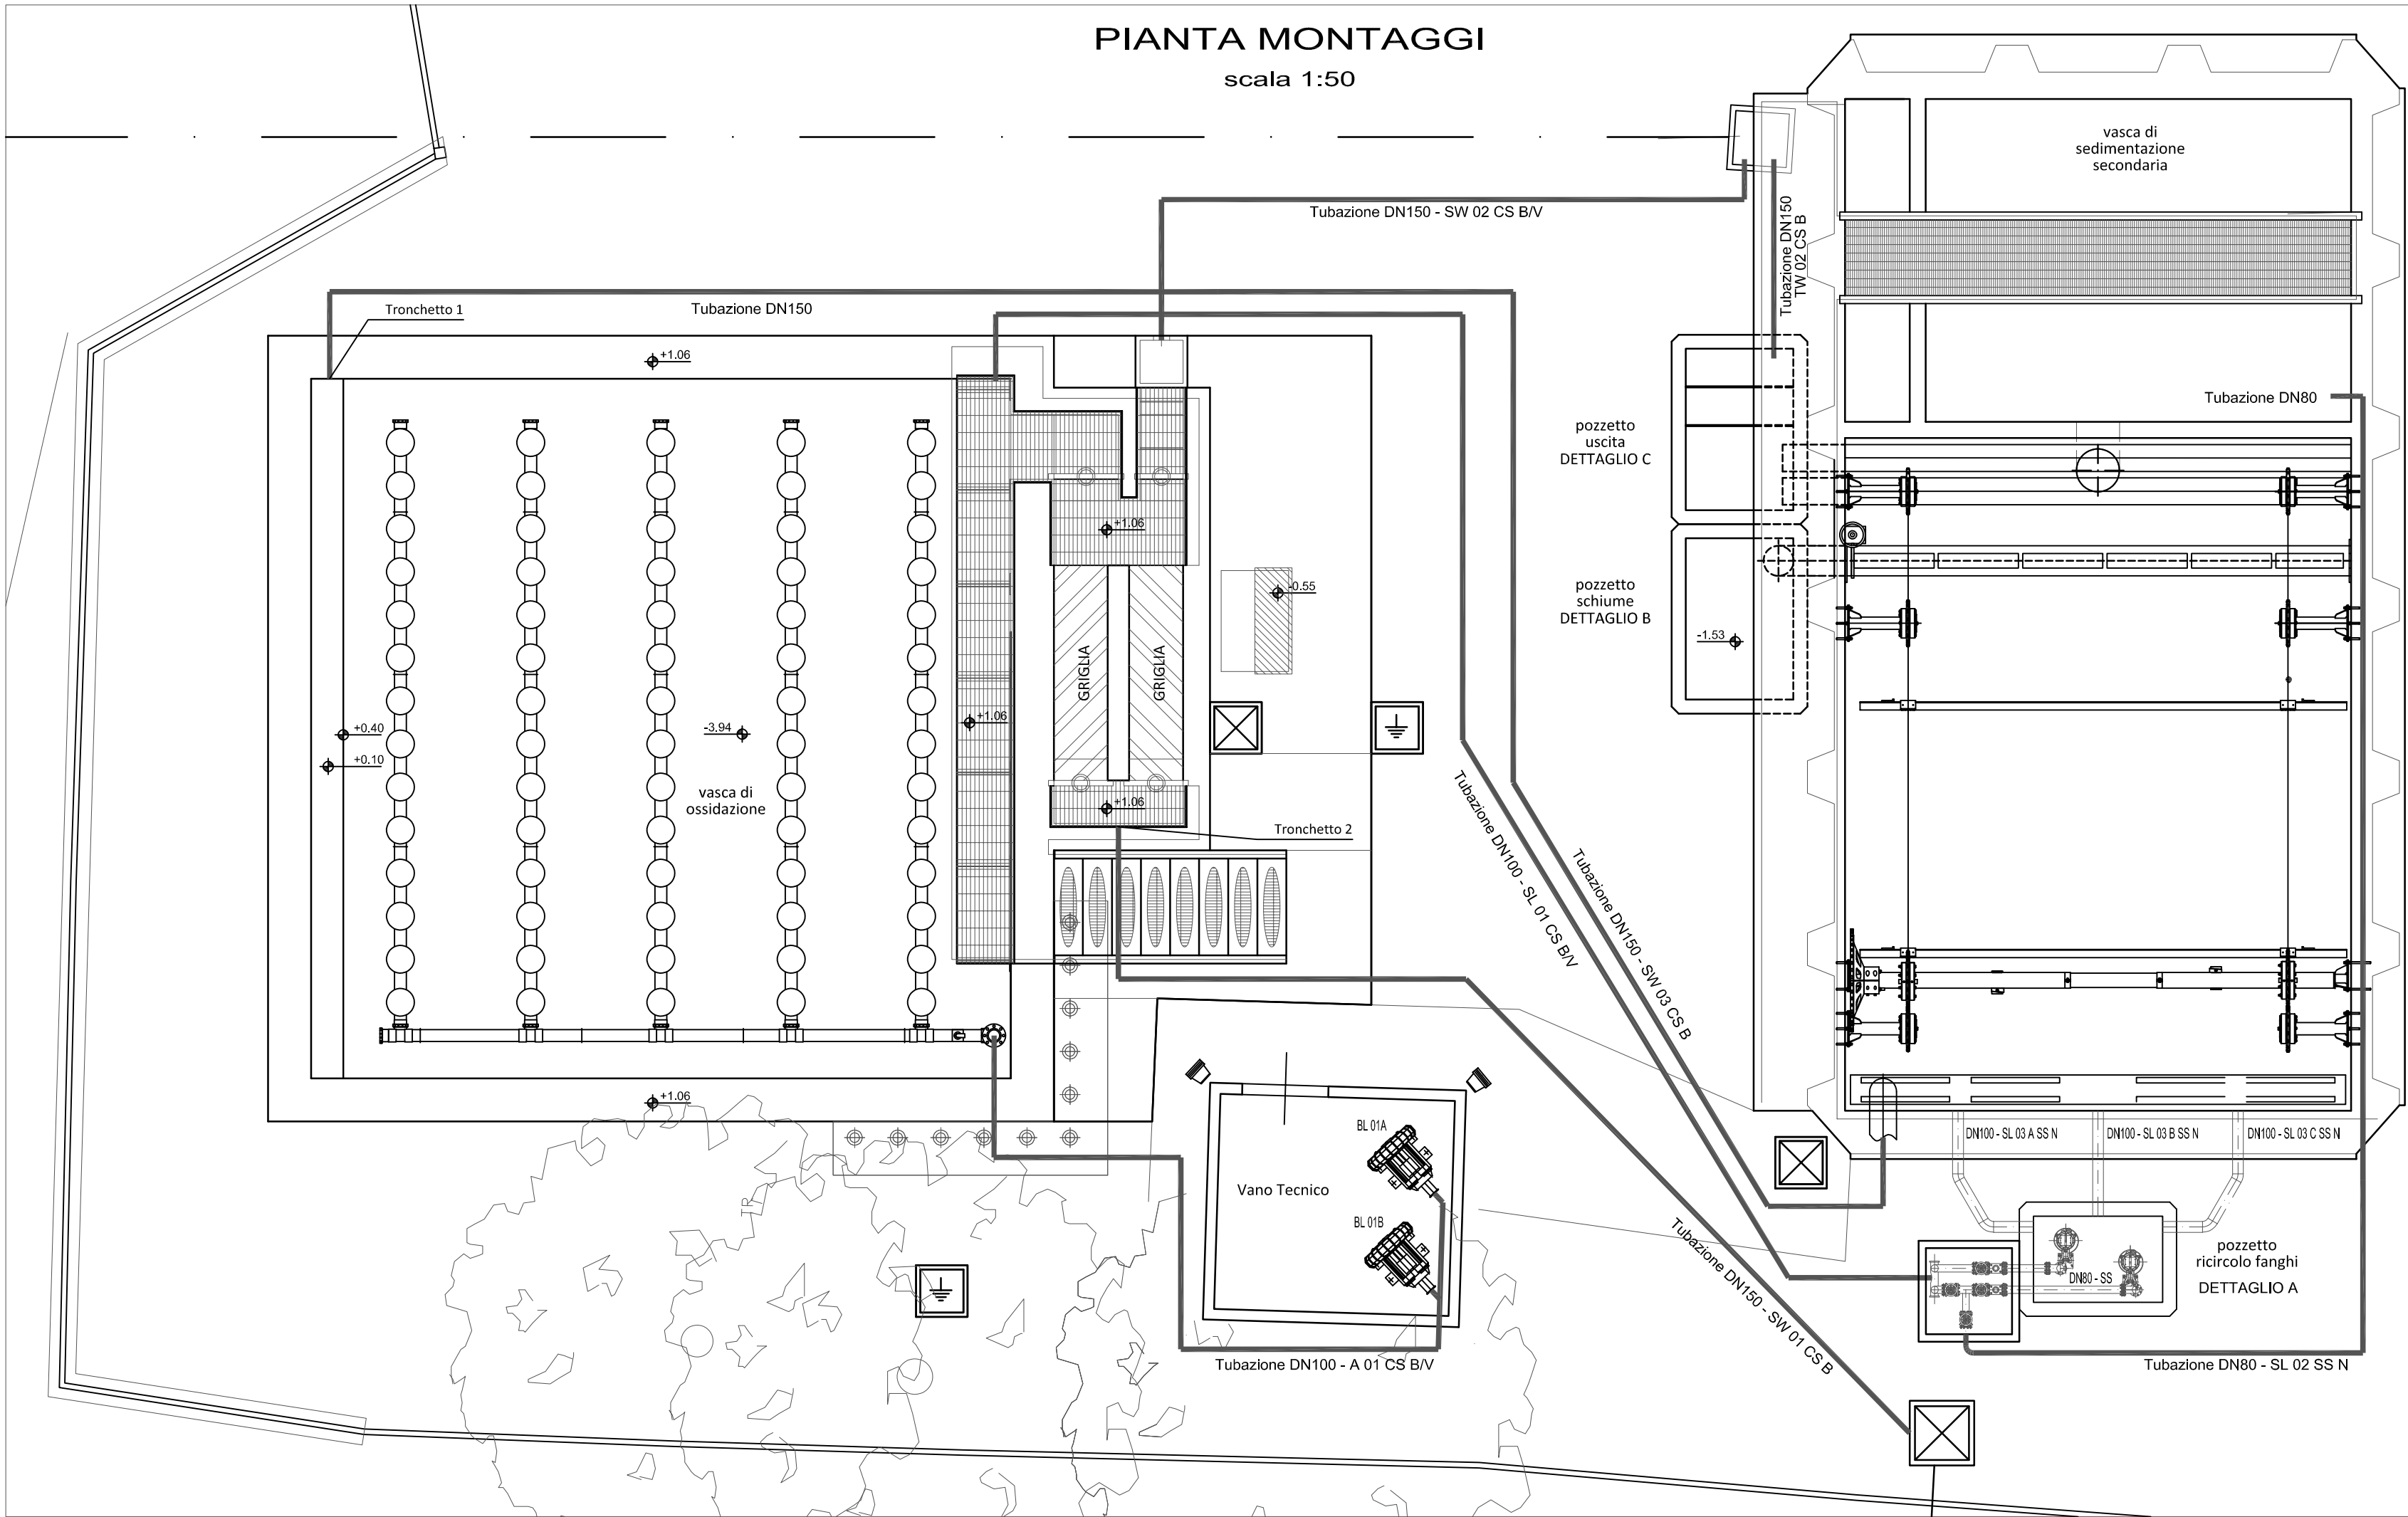 PIANTA MONTAGGI
scala 1:50
vasca di
sedimentazione
secondaria
Tubazione DN150 - SW 02 CS B/V
Tubazione DN150
TW 02 CS B
Tronchetto 1
Tubazione DN150
+1.06
Tubazione DN80
pozzetto
uscita
DETTAGLIO C
+1.06
-0.55
pozzetto
schiume
DETTAGLIO B
-1.53
GRIGLIA
GRIGLIA
+1.06
+0.40
-3.94
+0.10
vasca di
ossidazione
+1.06
Tronchetto 2
Tubazione DN100 - SL 01 CS B/V
Tubazione DN150 - SW 03 CS B
+1.06
BL 01A
Vano Tecnico
BL 01B
DN100 - SL 03 A SS N
DN100 - SL 03 B SS N
DN100 - SL 03 C SS N
pozzetto
ricircolo fanghi
DETTAGLIO A
DN80 - SS
Tubazione DN150 - SW 01 CS B
Tubazione DN100 - A 01 CS B/V
Tubazione DN80 - SL 02 SS N